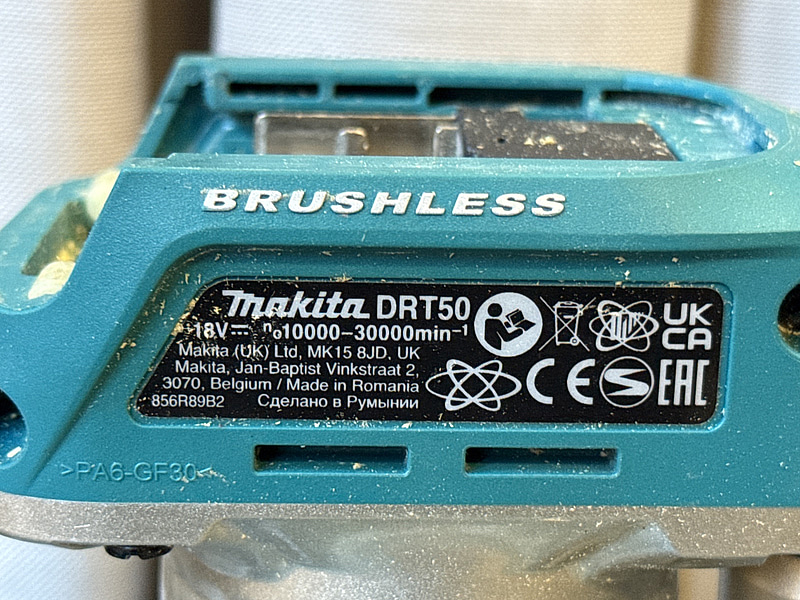 BRUSHLESS
makita DRT50
18V⎓ n₀10000–30000min⁻¹
Makita (UK) Ltd, MK15 8JD, UK
Makita, Jan-Baptist Vinkstraat 2,
3070, Belgium / Made in Romania
856R89B2 Сделано в Румынии
UK
CA
CE
EAC
>PA6-GF30<